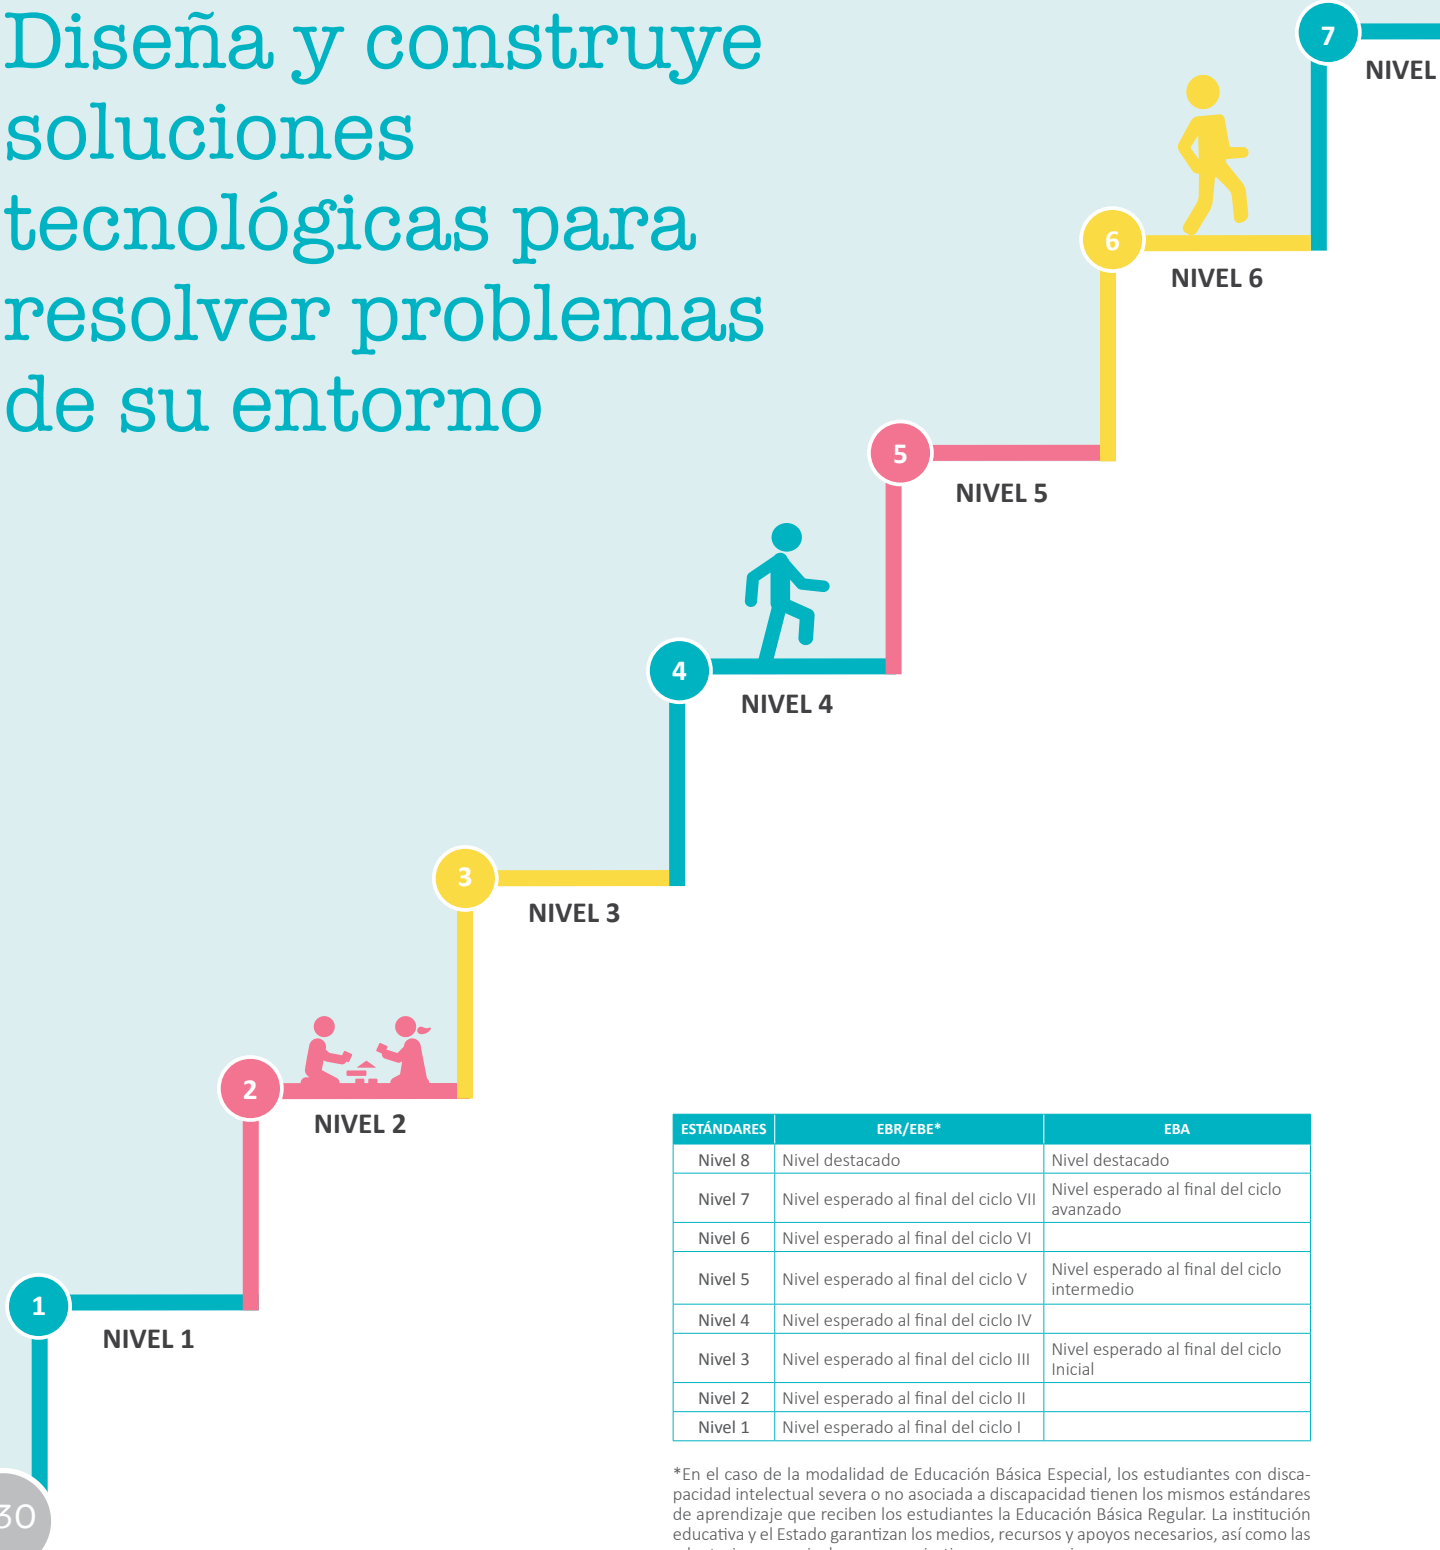 Diseña y construye
soluciones
tecnológicas para
resolver problemas
de su entorno
7
NIVEL
6
NIVEL 6
5
NIVEL 5
4
NIVEL 4
3
NIVEL 3
2
NIVEL 2
1
NIVEL 1
ESTÁNDARES EBR/EBE* EBA
Nivel 8 Nivel destacado Nivel destacado
Nivel 7 Nivel esperado al final del ciclo VII Nivel esperado al final del ciclo
avanzado
Nivel 6 Nivel esperado al final del ciclo VI
Nivel 5 Nivel esperado al final del ciclo V Nivel esperado al final del ciclo
intermedio
Nivel 4 Nivel esperado al final del ciclo IV
Nivel 3 Nivel esperado al final del ciclo III Nivel esperado al final del ciclo
Inicial
Nivel 2 Nivel esperado al final del ciclo II
Nivel 1 Nivel esperado al final del ciclo I
*En el caso de la modalidad de Educación Básica Especial, los estudiantes con disca-
pacidad intelectual severa o no asociada a discapacidad tienen los mismos estándares
de aprendizaje que reciben los estudiantes la Educación Básica Regular. La institución
educativa y el Estado garantizan los medios, recursos y apoyos necesarios, así como las
30